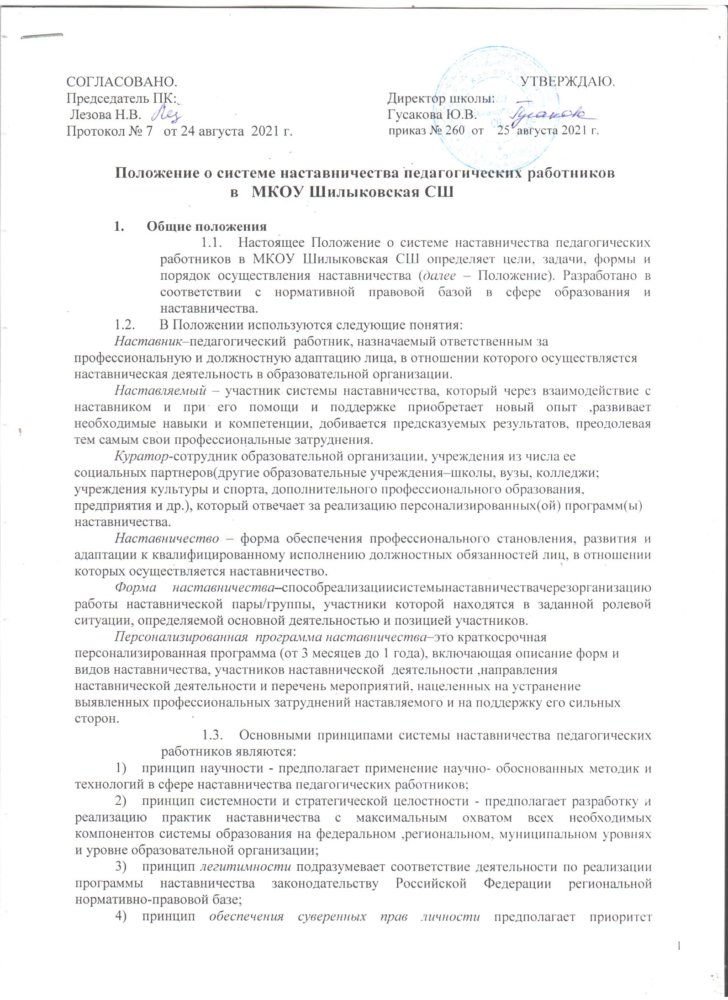 СОГЛАСОВАНО. УТВЕРЖДАЮ.
Председатель ПК: Директор школы:
Лезова Н.В. Лез Гусакова Ю.В. Гусаков
Протокол № 7 от 24 августа 2021 г. приказ № 260 от 25 августа 2021 г.
Положение о системе наставничества педагогических работников
в МКОУ Шилыковская СШ
1. Общие положения
1.1. Настоящее Положение о системе наставничества педагогических
работников в МКОУ Шилыковская СШ определяет цели, задачи, формы и
порядок осуществления наставничества (далее – Положение). Разработано в
соответствии с нормативной правовой базой в сфере образования и
наставничества.
1.2. В Положении используются следующие понятия:
Наставник–педагогический работник, назначаемый ответственным за
профессиональную и должностную адаптацию лица, в отношении которого осуществляется
наставническая деятельность в образовательной организации.
Наставляемый – участник системы наставничества, который через взаимодействие с
наставником и при его помощи и поддержке приобретает новый опыт ,развивает
необходимые навыки и компетенции, добивается предсказуемых результатов, преодолевая
тем самым свои профессиональные затруднения.
Куратор-сотрудник образовательной организации, учреждения из числа ее
социальных партнеров(другие образовательные учреждения–школы, вузы, колледжи;
учреждения культуры и спорта, дополнительного профессионального образования,
предприятия и др.), который отвечает за реализацию персонализированных(ой) программ(ы)
наставничества.
Наставничество – форма обеспечения профессионального становления, развития и
адаптации к квалифицированному исполнению должностных обязанностей лиц, в отношении
которых осуществляется наставничество.
Форма наставничества–способреализациисистемынаставничествачерезорганизацию
работы наставнической пары/группы, участники которой находятся в заданной ролевой
ситуации, определяемой основной деятельностью и позицией участников.
Персонализированная программа наставничества–это краткосрочная
персонализированная программа (от 3 месяцев до 1 года), включающая описание форм и
видов наставничества, участников наставнической деятельности ,направления
наставнической деятельности и перечень мероприятий, нацеленных на устранение
выявленных профессиональных затруднений наставляемого и на поддержку его сильных
сторон.
1.3. Основными принципами системы наставничества педагогических
работников являются:
1) принцип научности - предполагает применение научно- обоснованных методик и
технологий в сфере наставничества педагогических работников;
2) принцип системности и стратегической целостности - предполагает разработку и
реализацию практик наставничества с максимальным охватом всех необходимых
компонентов системы образования на федеральном ,региональном, муниципальном уровнях
и уровне образовательной организации;
3) принцип легитимности подразумевает соответствие деятельности по реализации
программы наставничества законодательству Российской Федерации региональной
нормативно-правовой базе;
4) принцип обеспечения суверенных прав личности предполагает приоритет
1